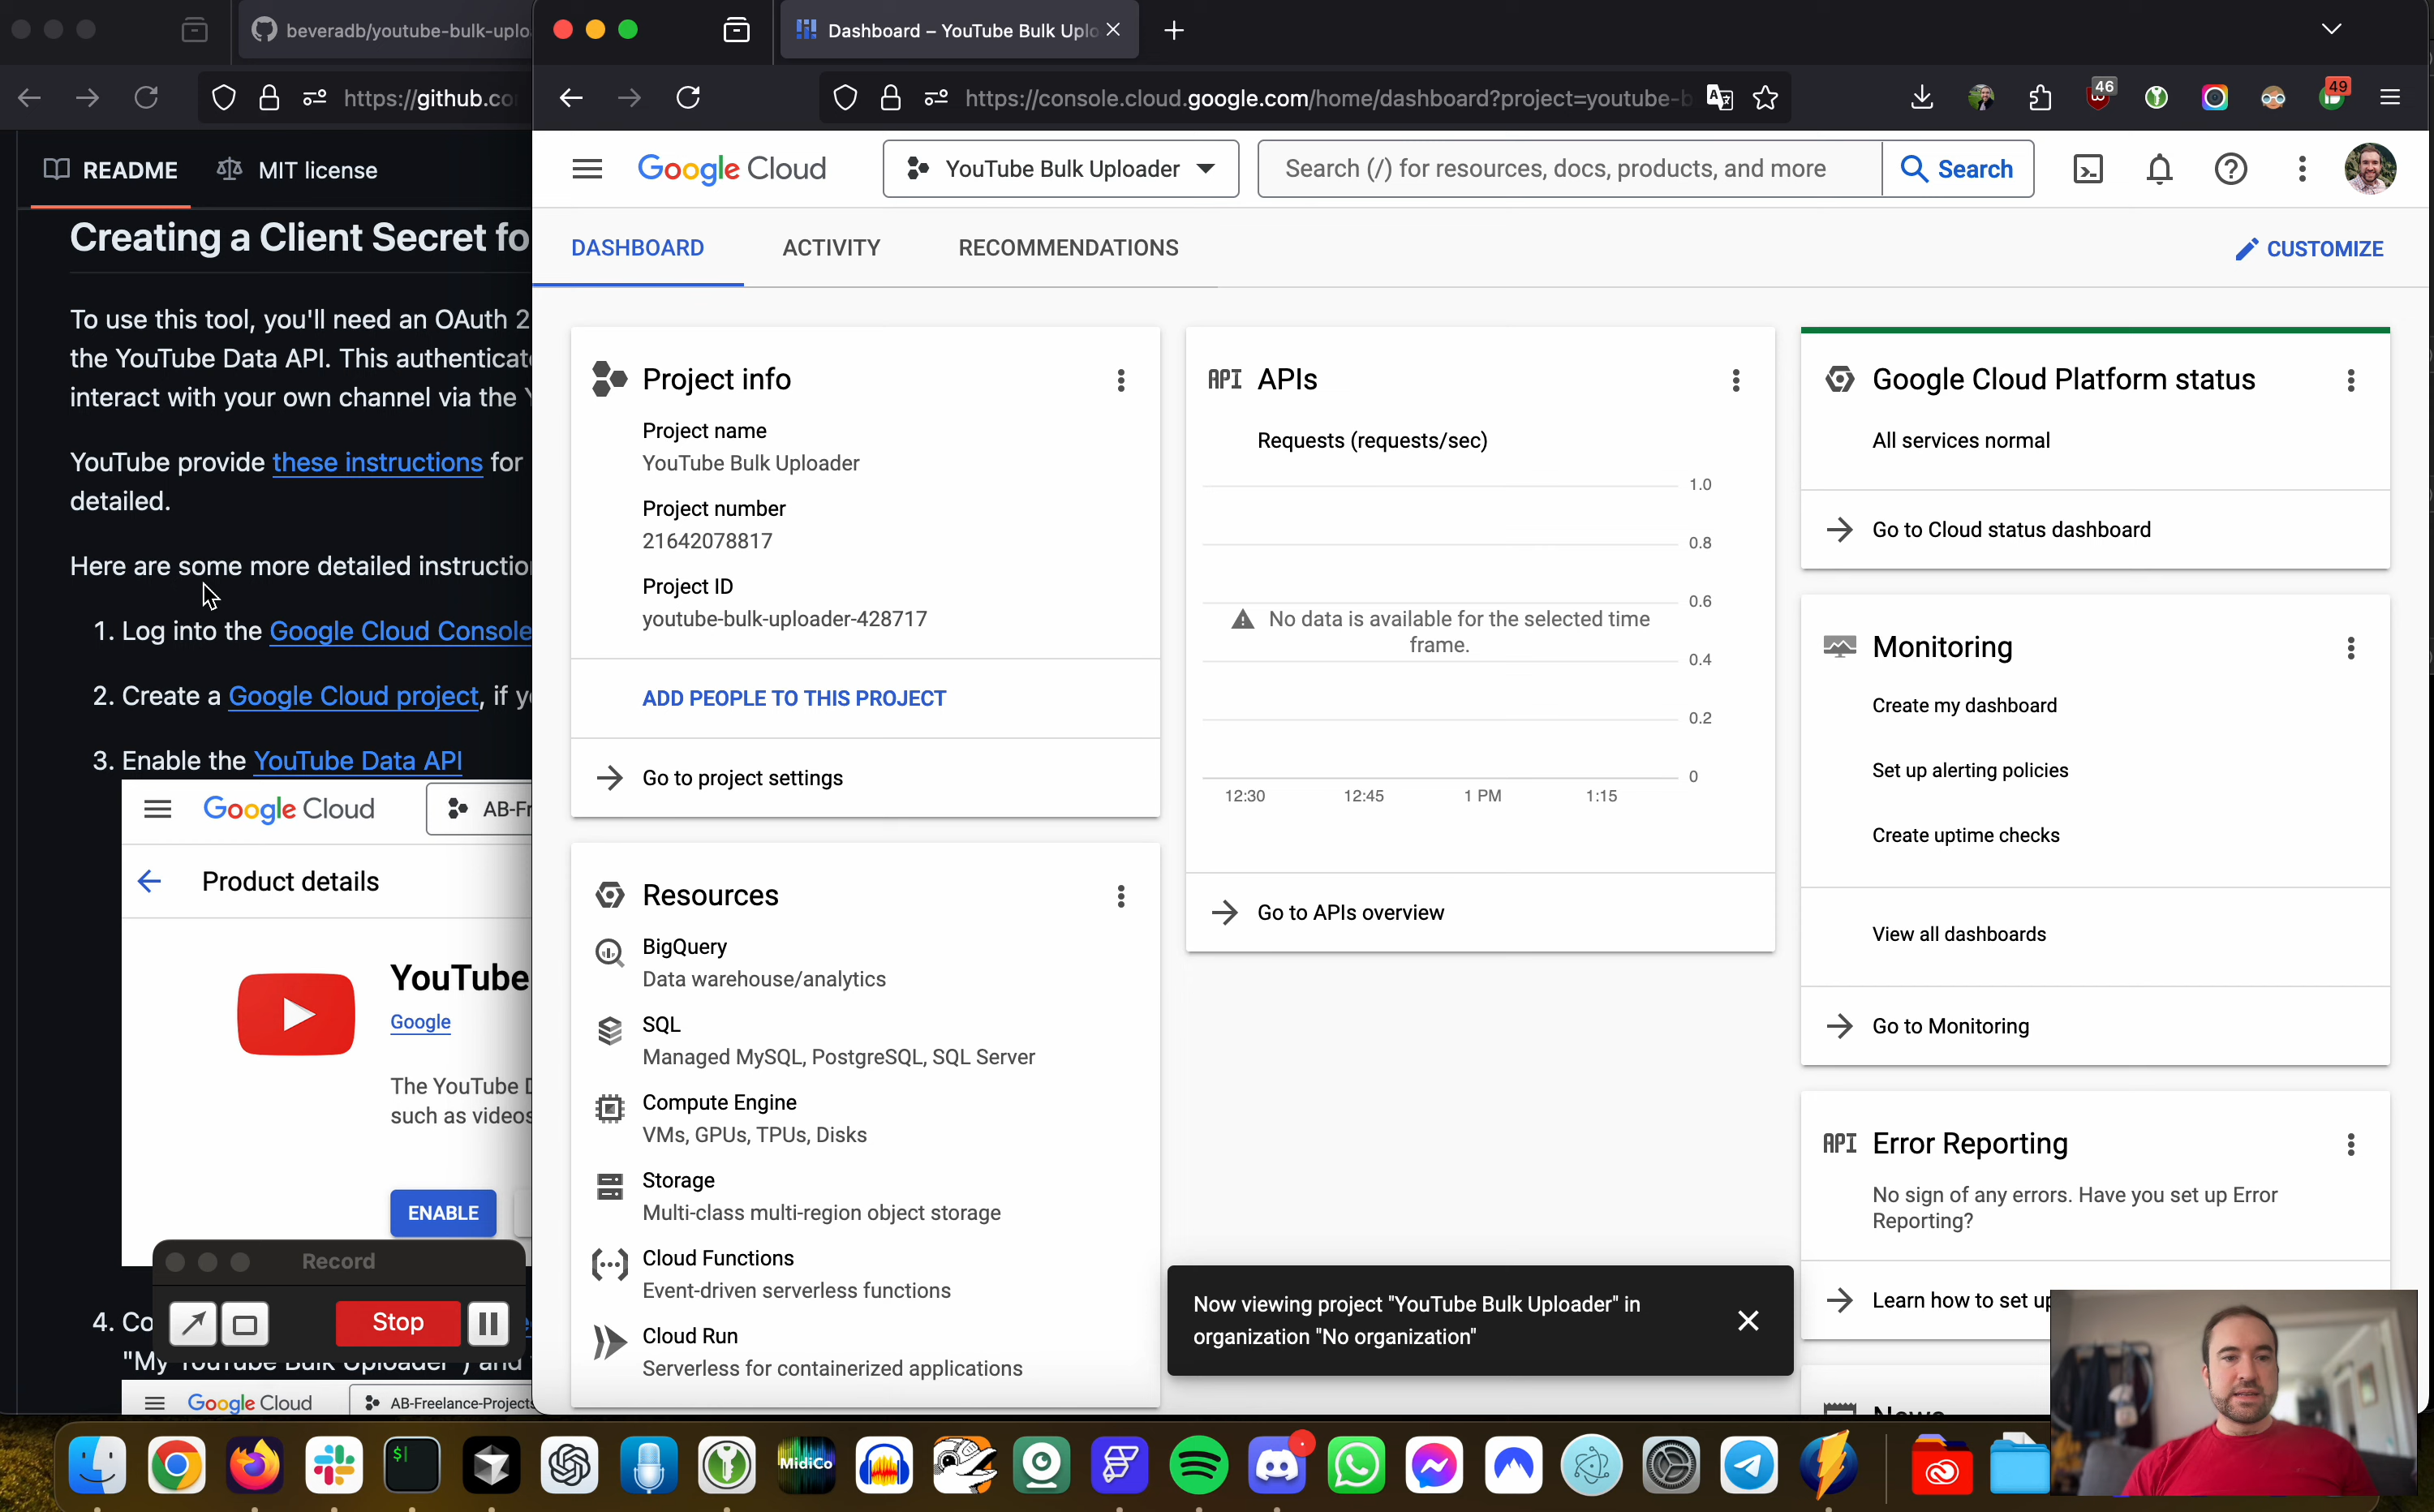 beveradb/youtube-bulk-uplo
Dashboard – YouTube Bulk Uplo
https://github.co
https://console.cloud.google.com/home/dashboard?project=youtube-b
46
49
README
MIT license
Google Cloud
YouTube Bulk Uploader
Search (/) for resources, docs, products, and more
Search
Creating a Client Secret fo
To use this tool, you'll need an OAuth 2
the YouTube Data API. This authenticat
interact with your own channel via the
YouTube provide these instructions for
detailed.
Here are some more detailed instructio
1. Log into the Google Cloud Console
2. Create a Google Cloud project, if y
3. Enable the YouTube Data API
Google Cloud
AB-Fr
Product details
YouTube
Google
The YouTube D
such as videos
ENABLE
Record
Stop
4. Co
"My YouTube Bulk Uploader") and
Google Cloud
AB-Freelance-Projects
DASHBOARD
ACTIVITY
RECOMMENDATIONS
CUSTOMIZE
Project info
Project name
YouTube Bulk Uploader
Project number
21642078817
Project ID
youtube-bulk-uploader-428717
ADD PEOPLE TO THIS PROJECT
Go to project settings
Resources
BigQuery
Data warehouse/analytics
SQL
Managed MySQL, PostgreSQL, SQL Server
Compute Engine
VMs, GPUs, TPUs, Disks
Storage
Multi-class multi-region object storage
Cloud Functions
Event-driven serverless functions
Cloud Run
Serverless for containerized applications
API
APIs
Requests (requests/sec)
1.0
0.8
0.6
No data is available for the selected time
frame.
0.4
0.2
0
12:30
12:45
1 PM
1:15
Go to APIs overview
Now viewing project "YouTube Bulk Uploader" in
organization "No organization"
Google Cloud Platform status
All services normal
Go to Cloud status dashboard
Monitoring
Create my dashboard
Set up alerting policies
Create uptime checks
View all dashboards
Go to Monitoring
API
Error Reporting
No sign of any errors. Have you set up Error
Reporting?
Learn how to set up
News
$
MidiCo